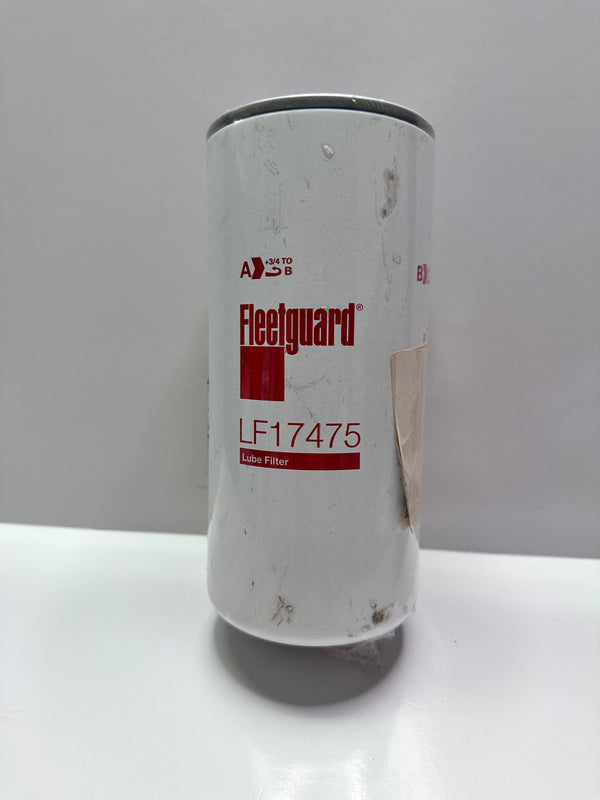 A +3/4 TO B
B
Fleetguard®
LF17475
Lube Filter